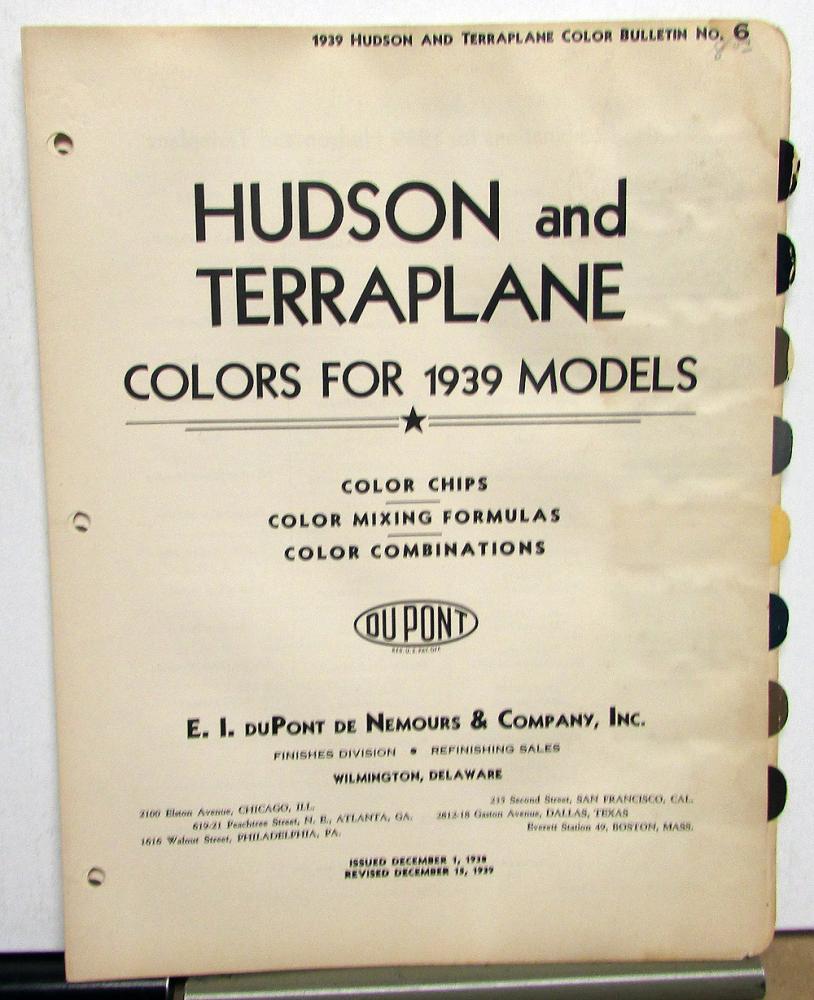 1939 HUDSON AND TERRAPLANE COLOR BULLETIN NO. 6
HUDSON and
TERRAPLANE
COLORS FOR 1939 MODELS
COLOR CHIPS
COLOR MIXING FORMULAS
COLOR COMBINATIONS
DU PONT
REG. U. S. PAT. OFF.
E. I. DUPONT DE NEMOURS & COMPANY, INC.
FINISHES DIVISION • REFINISHING SALES
WILMINGTON, DELAWARE
2100 Elston Avenue, CHICAGO, ILL.
619-21 Peachtree Street, N. E., ATLANTA, GA.
1616 Walnut Street, PHILADELPHIA, PA.
Second Street, SAN FRANCISCO, CAL.
2612-18 Gaston Avenue, DALLAS, TEXAS
Everett Station 49, BOSTON, MASS.
ISSUED DECEMBER 1, 1938
REVISED DECEMBER 15, 1939